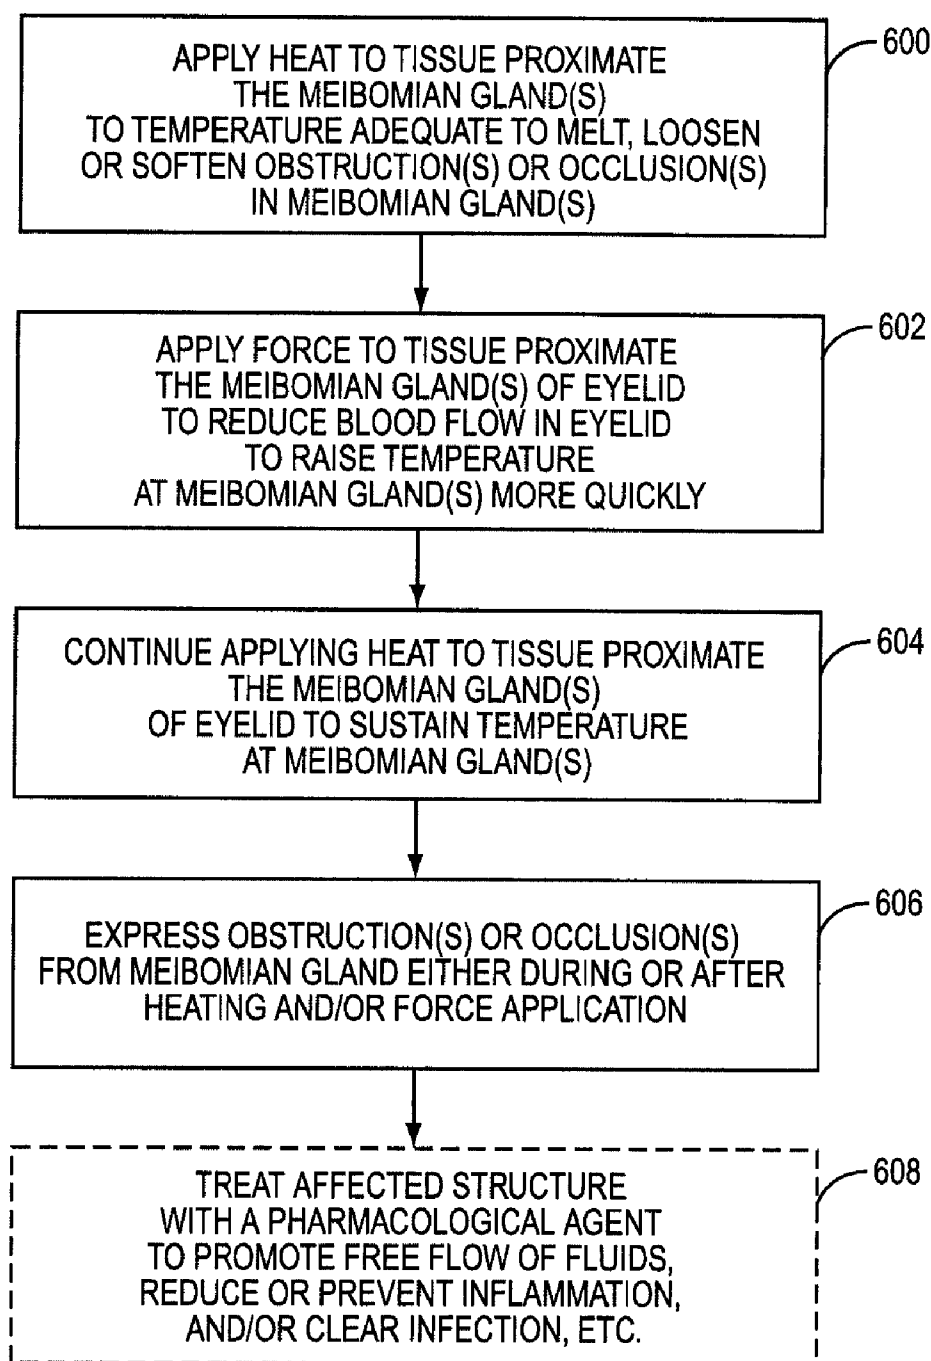 600
APPLY HEAT TO TISSUE PROXIMATE
THE MEIBOMIAN GLAND(S)
TO TEMPERATURE ADEQUATE TO MELT, LOOSEN
OR SOFTEN OBSTRUCTION(S) OR OCCLUSION(S)
IN MEIBOMIAN GLAND(S)
602
APPLY FORCE TO TISSUE PROXIMATE
THE MEIBOMIAN GLAND(S) OF EYELID
TO REDUCE BLOOD FLOW IN EYELID
TO RAISE TEMPERATURE
AT MEIBOMIAN GLAND(S) MORE QUICKLY
604
CONTINUE APPLYING HEAT TO TISSUE PROXIMATE
THE MEIBOMIAN GLAND(S)
OF EYELID TO SUSTAIN TEMPERATURE
AT MEIBOMIAN GLAND(S)
606
EXPRESS OBSTRUCTION(S) OR OCCLUSION(S)
FROM MEIBOMIAN GLAND EITHER DURING OR AFTER
HEATING AND/OR FORCE APPLICATION
608
TREAT AFFECTED STRUCTURE
WITH A PHARMACOLOGICAL AGENT
TO PROMOTE FREE FLOW OF FLUIDS,
REDUCE OR PREVENT INFLAMMATION,
AND/OR CLEAR INFECTION, ETC.